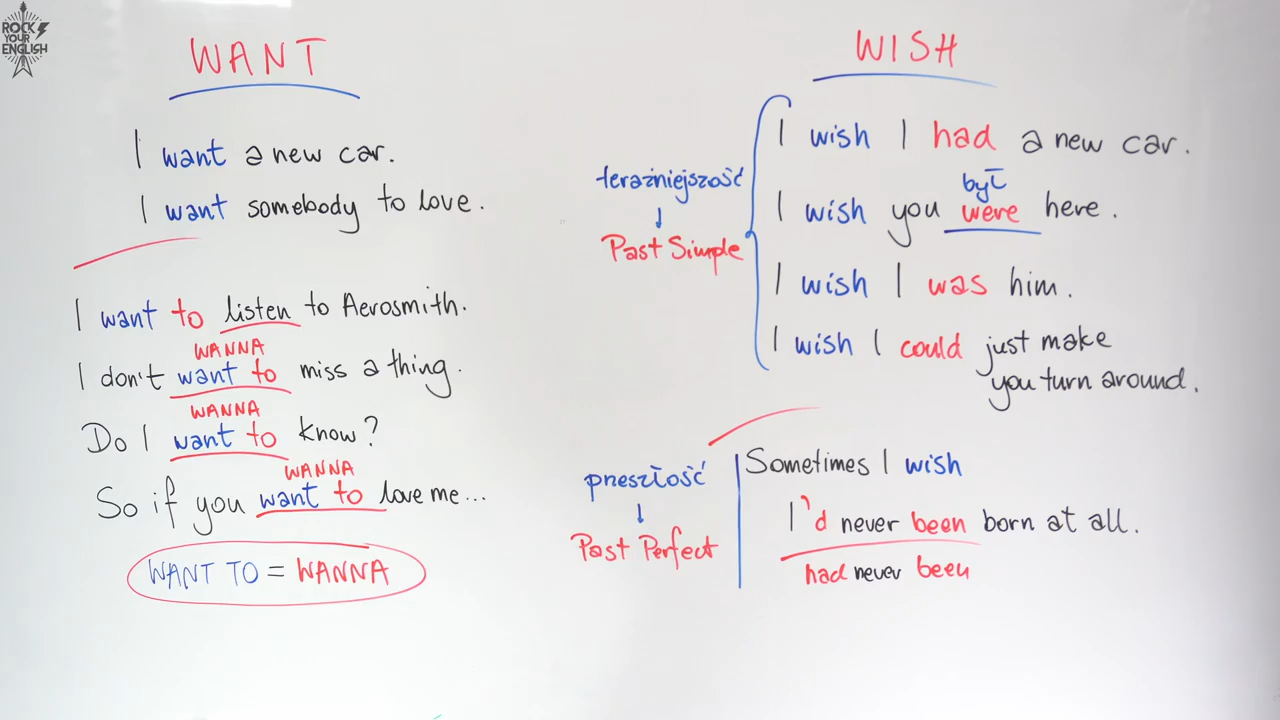 ROCK
YOUR
ENGLISH
WANT
I want a new car.
I want somebody to love.
I want to listen to Aerosmith.
WANNA
I don't want to miss a thing.
WANNA
Do I want to know?
WANNA
So if you want to love me...
WANT TO = WANNA
WISH
teraźniejszość
↓
Past Simple
I wish I had a new car.
był
I wish you were here.
I wish I was him.
I wish I could just make
you turn around.
przeszłość
↓
Past Perfect
Sometimes I wish
I'd never been born at all.
had never been